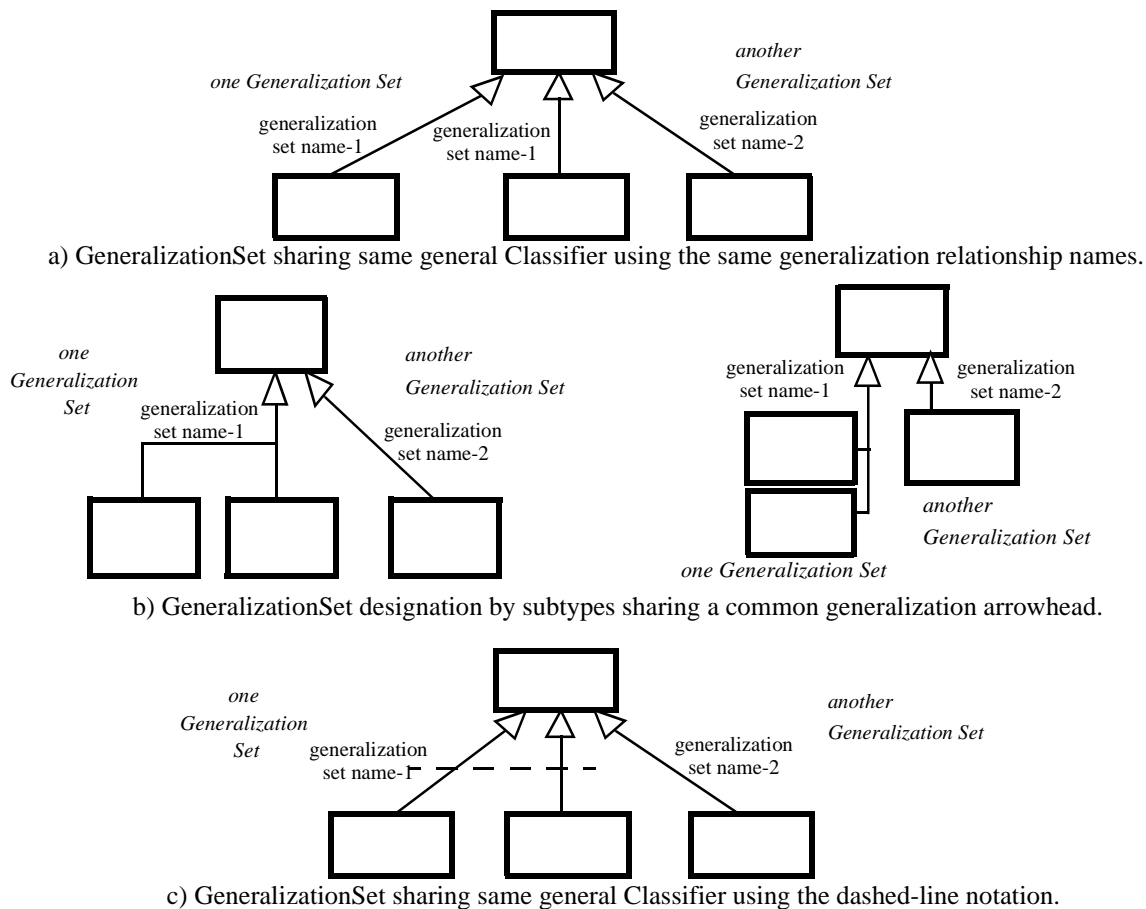 one Generalization Set
another
Generalization Set
generalization
set name-1
generalization
set name-1
generalization
set name-2
a) GeneralizationSet sharing same general Classifier using the same generalization relationship names.
one
Generalization
Set
another
Generalization Set
generalization
set name-1
generalization
set name-2
generalization
set name-1
generalization
set name-2
another
Generalization Set
one Generalization Set
b) GeneralizationSet designation by subtypes sharing a common generalization arrowhead.
one
Generalization
Set
another
Generalization Set
generalization
set name-1
generalization
set name-2
c) GeneralizationSet sharing same general Classifier using the dashed-line notation.